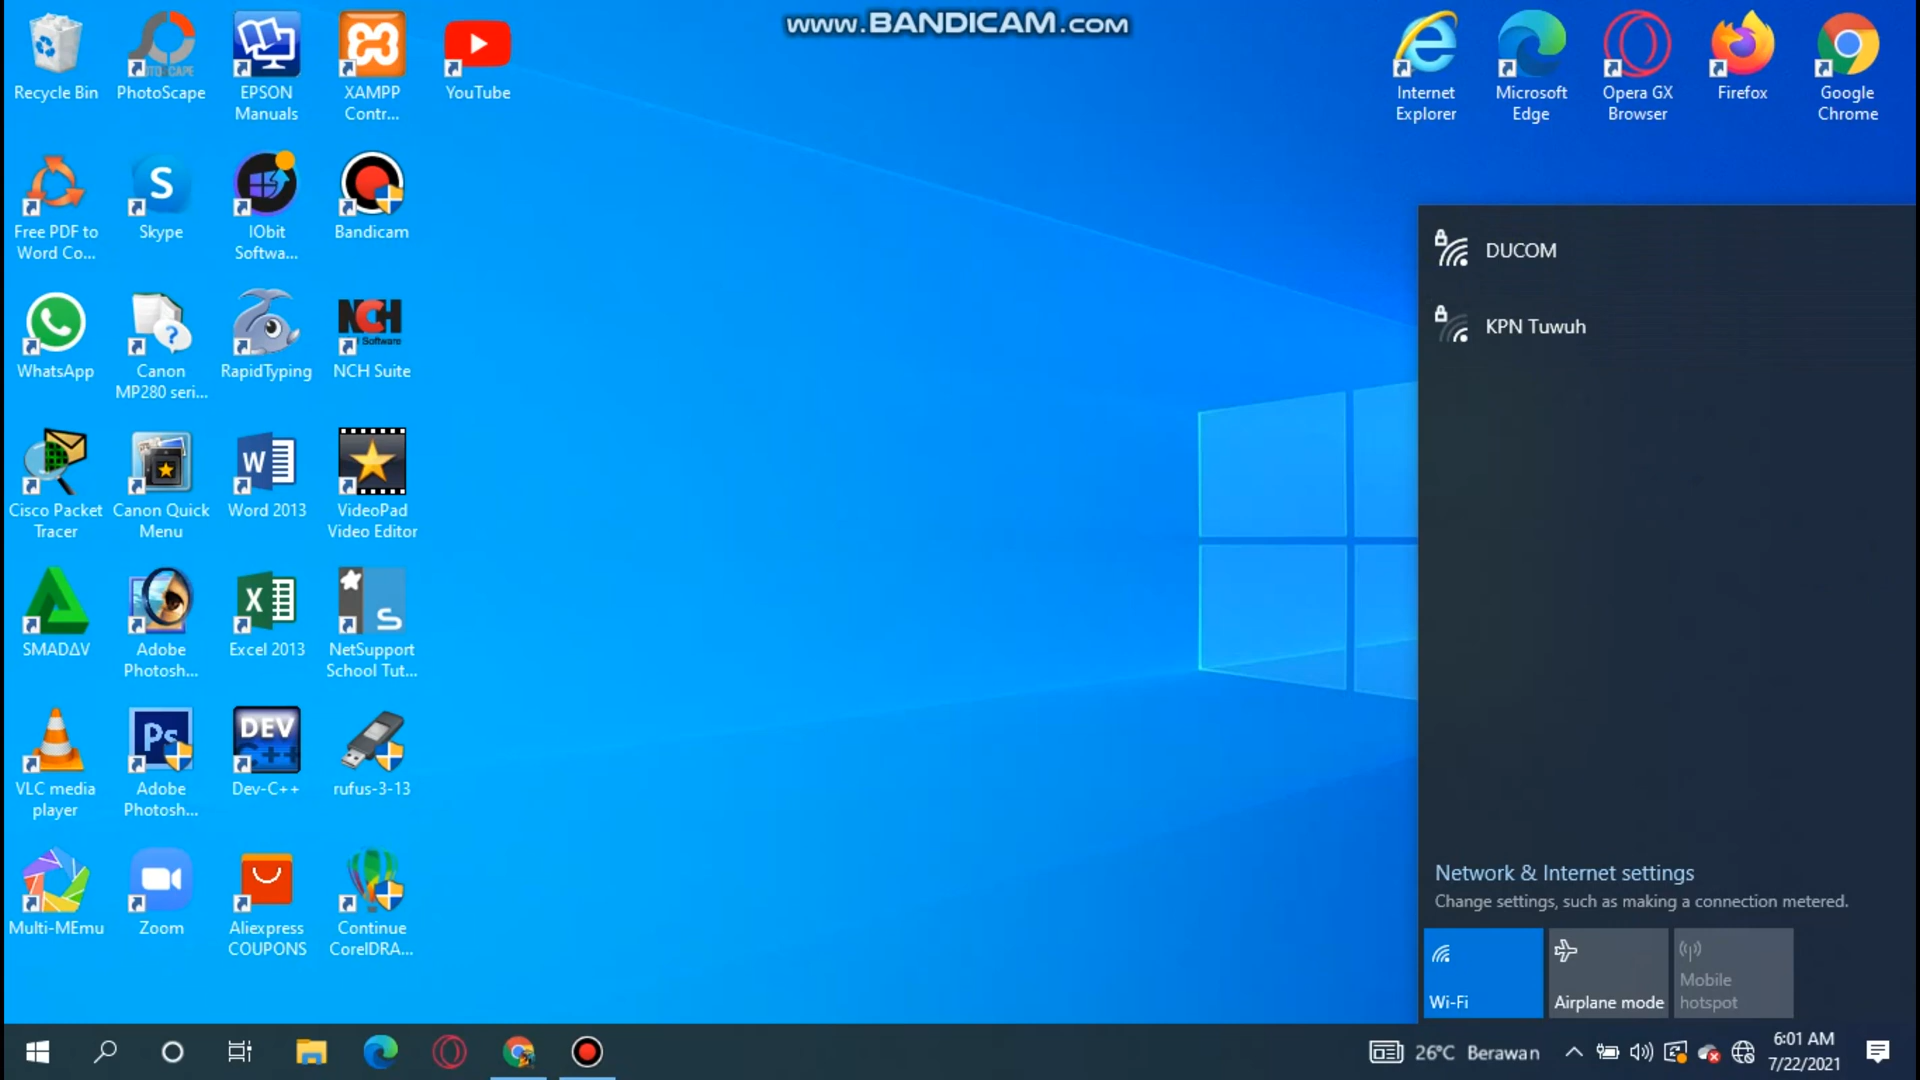 www.BANDICAM.com
Recycle Bin
PhotoScape
EPSON
Manuals
XAMPP
Contr...
YouTube
Internet
Explorer
Microsoft
Edge
Opera GX
Browser
Firefox
Google
Chrome
Free PDF to
Word Co...
Skype
IObit
Softwa...
Bandicam
WhatsApp
Canon
MP280 seri...
RapidTyping
NCH
Software
NCH Suite
Cisco Packet
Tracer
Canon Quick
Menu
Word 2013
VideoPad
Video Editor
SMADΔV
Adobe
Photosh...
Excel 2013
NetSupport
School Tut...
VLC media
player
Ps
Adobe
Photosh...
DEV
C++
Dev-C++
rufus-3-13
Multi-MEmu
Zoom
Aliexpress
COUPONS
Continue
CorelDRA...
DUCOM
KPN Tuwuh
Network & Internet settings
Change settings, such as making a connection metered.
Wi-Fi
Airplane mode
Mobile
hotspot
26°C Berawan
6:01 AM
7/22/2021